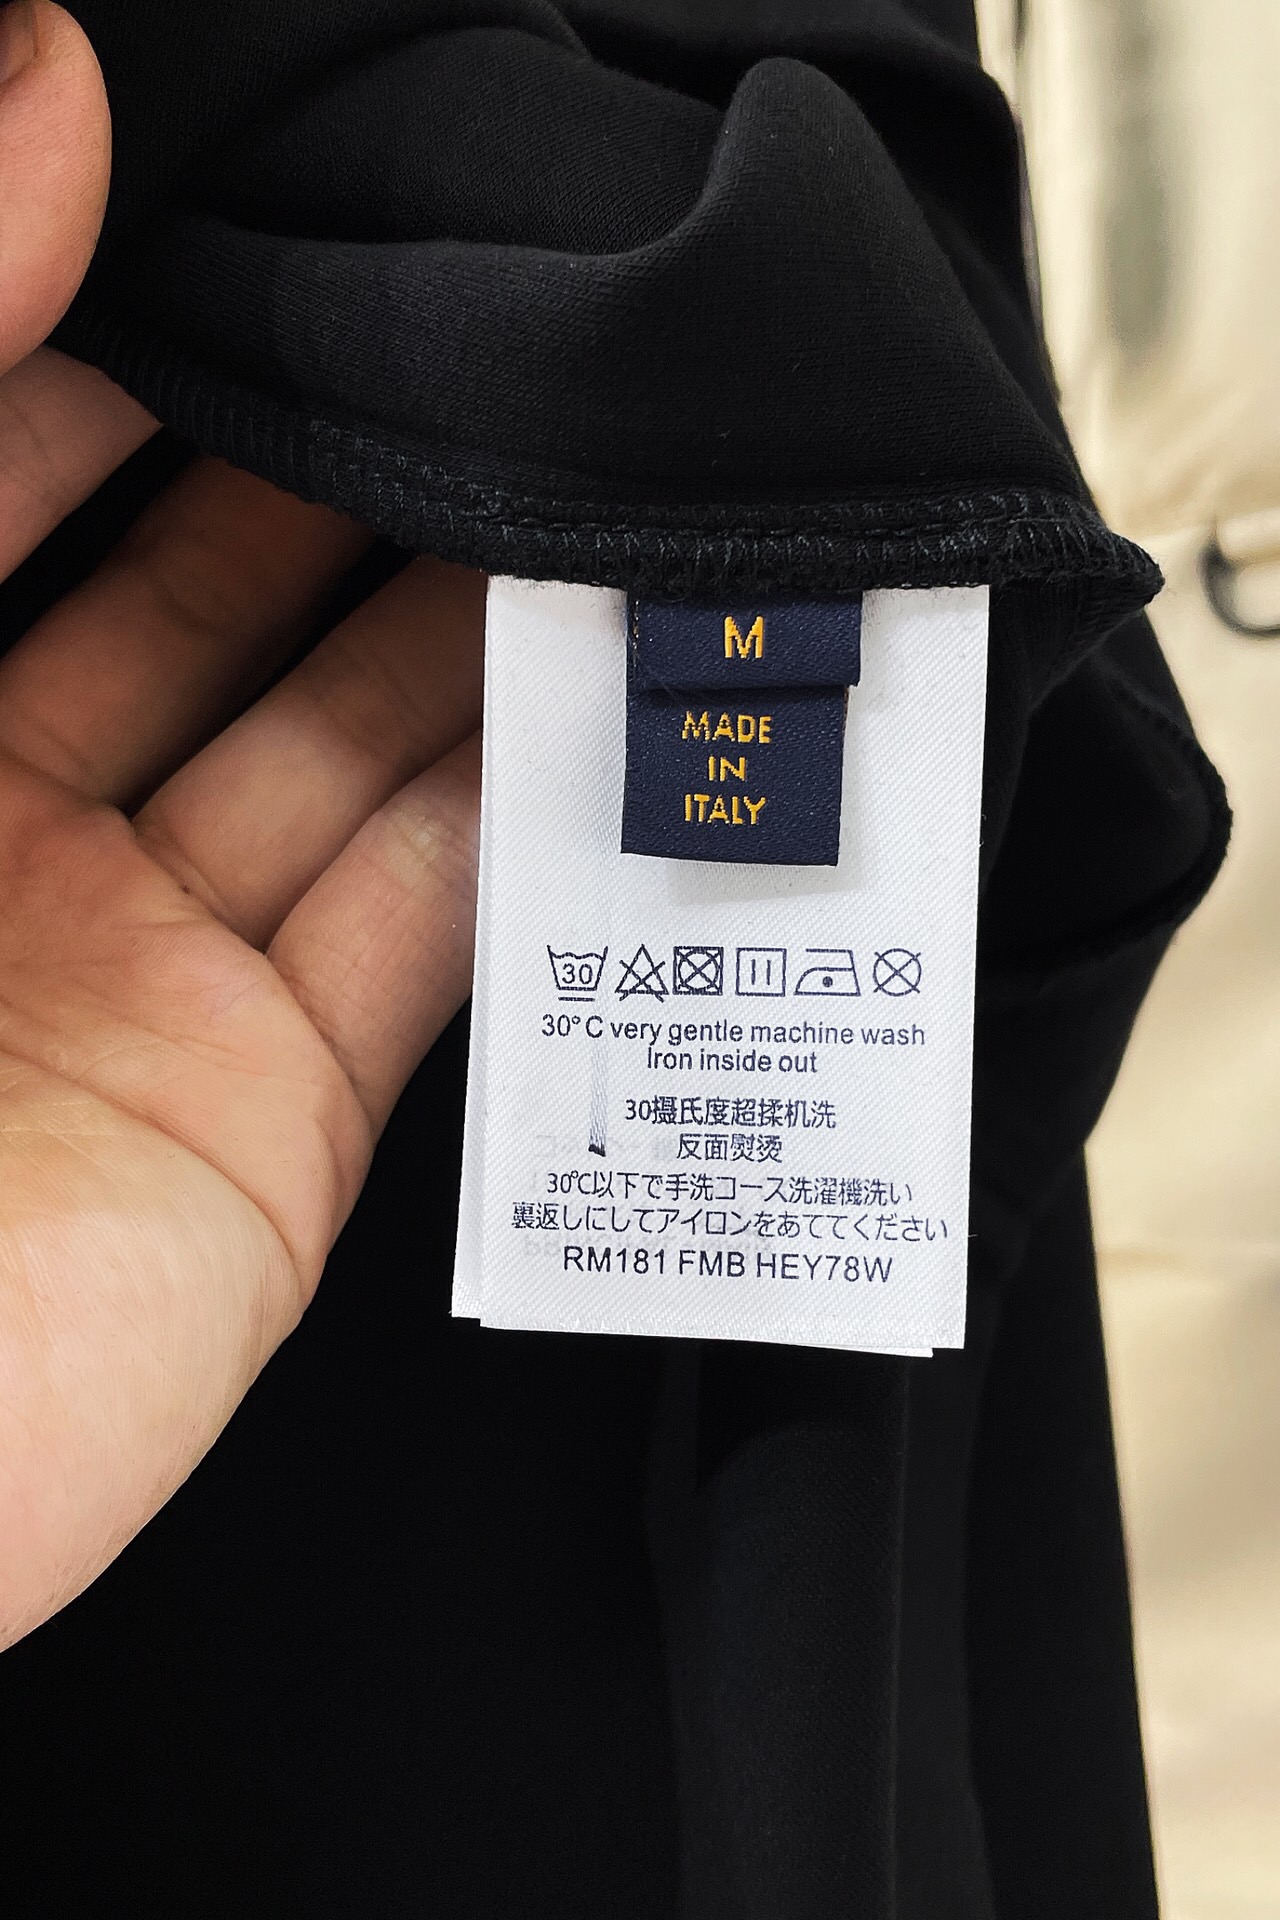 M
MADE
IN
ITALY
30
30°C very gentle machine wash
Iron inside out
30摄氏度超揉机洗
反面熨烫
30℃以下で手洗コース洗濯機洗い
裏返しにしてアイロンをあててください
RM181 FMB HEY78W